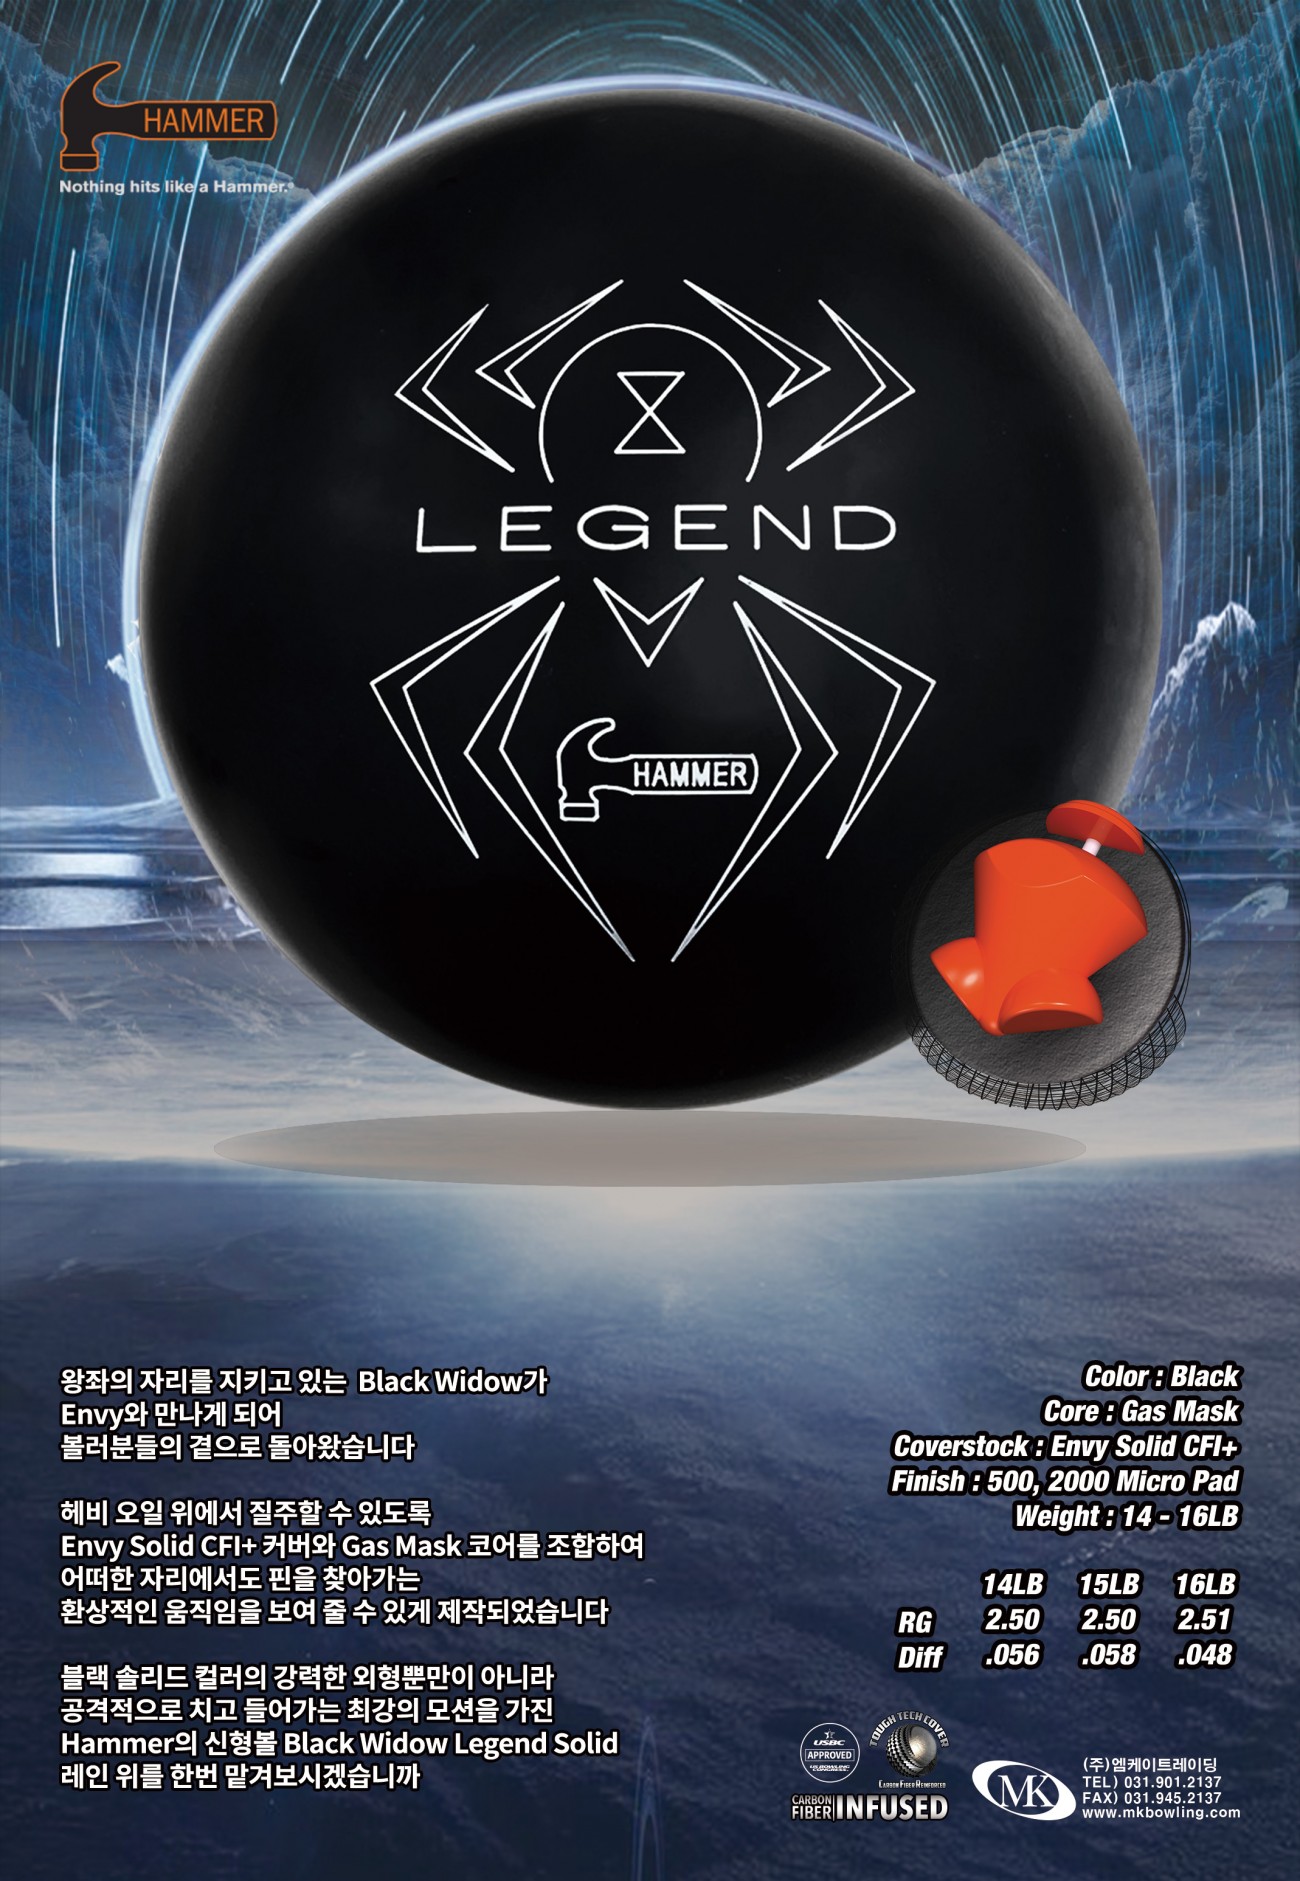 HAMMER
Nothing hits like a Hammer.
LEGEND
HAMMER
왕좌의 자리를 지키고 있는 Black Widow가
Envy와 만나게 되어
볼러분들의 곁으로 돌아왔습니다
헤비 오일 위에서 질주할 수 있도록
Envy Solid CFI+ 커버와 Gas Mask 코어를 조합하여
어떠한 자리에서도 핀을 찾아가는
환상적인 움직임을 보여 줄 수 있게 제작되었습니다
블랙 솔리드 컬러의 강력한 외형뿐만이 아니라
공격적으로 치고 들어가는 최강의 모션을 가진
Hammer의 신형볼 Black Widow Legend Solid
레인 위를 한번 맡겨보시겠습니까
Color : Black
Core : Gas Mask
Coverstock : Envy Solid CFI+
Finish : 500, 2000 Micro Pad
Weight : 14 - 16LB
14LB 15LB 16LB
RG 2.50 2.50 2.51
Diff .056 .058 .048
USBC
APPROVED
US BOWLING
CONGRESS
TOUGH TECH COVER
CARBON FIBER REINFORCED
CARBON FIBER INFUSED
MK
(주)엠케이트레이딩
TEL) 031.901.2137
FAX) 031.945.2137
www.mkbowling.com